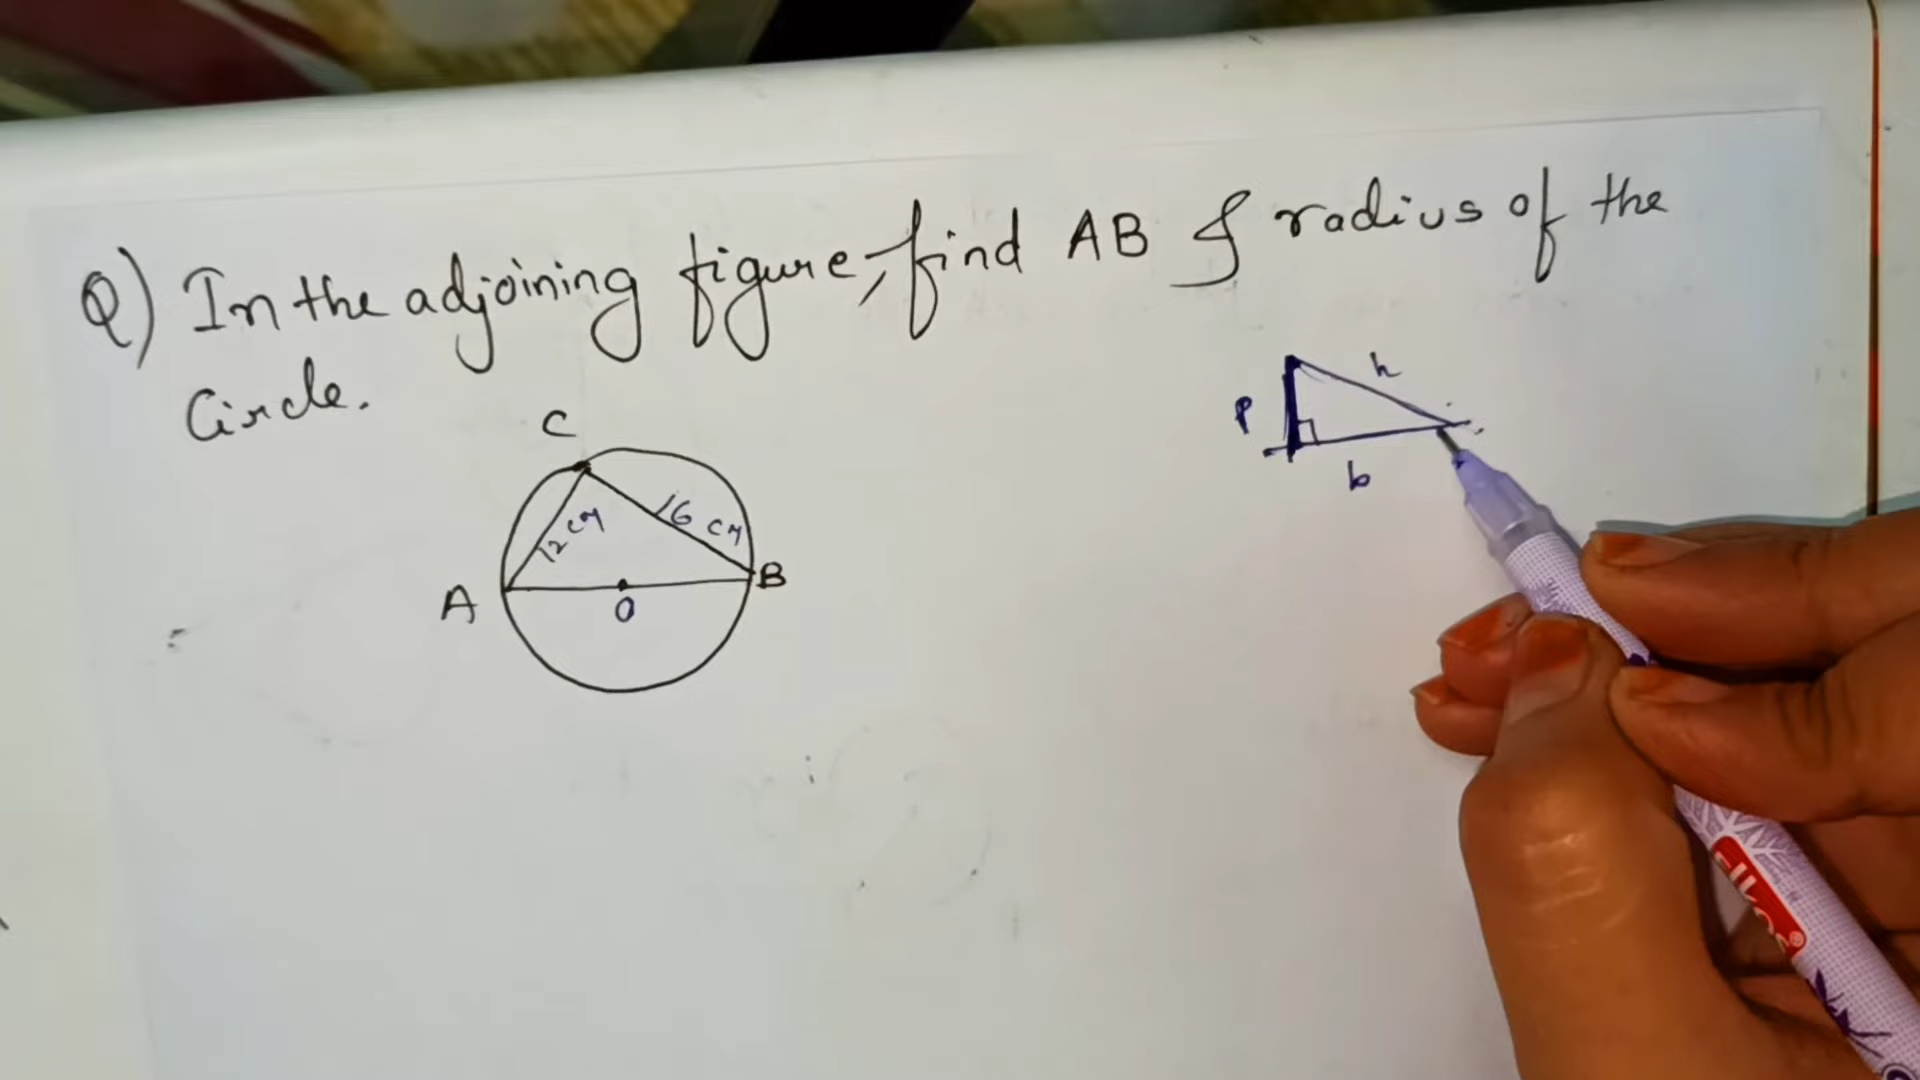 Q) In the adjoining figure, find AB & radius of the
Circle.
C
12 cm
16 cm
A
O
B
P
h
b